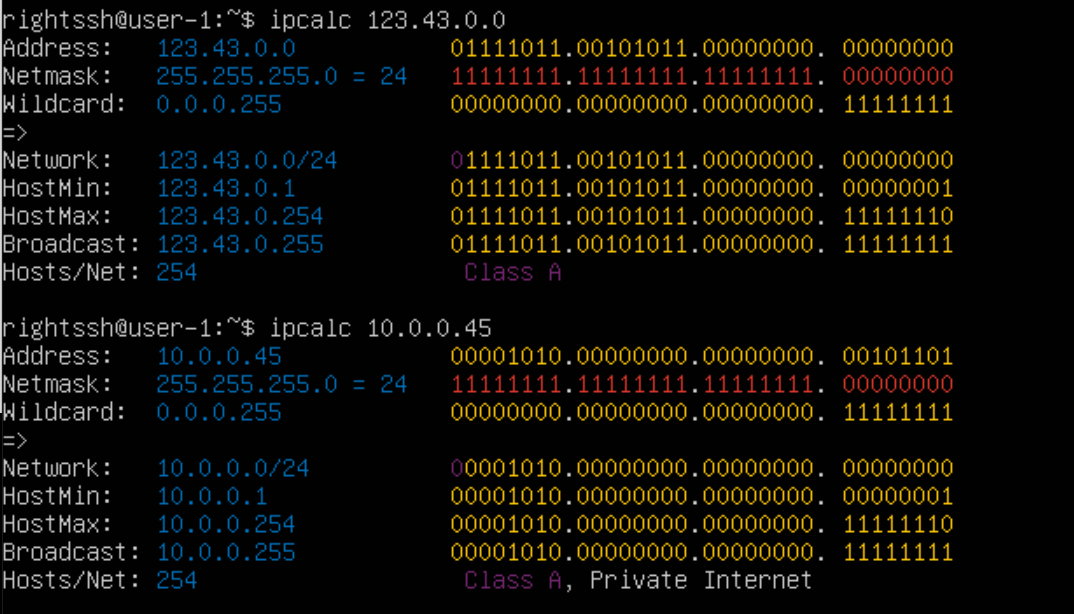 rightssh@user-1:~$ ipcalc 123.43.0.0
Address:   123.43.0.0            01111011.00101011.00000000. 00000000
Netmask:   255.255.255.0 = 24    11111111.11111111.11111111. 00000000
Wildcard:  0.0.0.255             00000000.00000000.00000000. 11111111
=>
Network:   123.43.0.0/24         01111011.00101011.00000000. 00000000
HostMin:   123.43.0.1            01111011.00101011.00000000. 00000001
HostMax:   123.43.0.254          01111011.00101011.00000000. 11111110
Broadcast: 123.43.0.255          01111011.00101011.00000000. 11111111
Hosts/Net: 254                    Class A
rightssh@user-1:~$ ipcalc 10.0.0.45
Address:   10.0.0.45             00001010.00000000.00000000. 00101101
Netmask:   255.255.255.0 = 24    11111111.11111111.11111111. 00000000
Wildcard:  0.0.0.255             00000000.00000000.00000000. 11111111
=>
Network:   10.0.0.0/24           00001010.00000000.00000000. 00000000
HostMin:   10.0.0.1              00001010.00000000.00000000. 00000001
HostMax:   10.0.0.254            00001010.00000000.00000000. 11111110
Broadcast: 10.0.0.255            00001010.00000000.00000000. 11111111
Hosts/Net: 254                    Class A, Private Internet